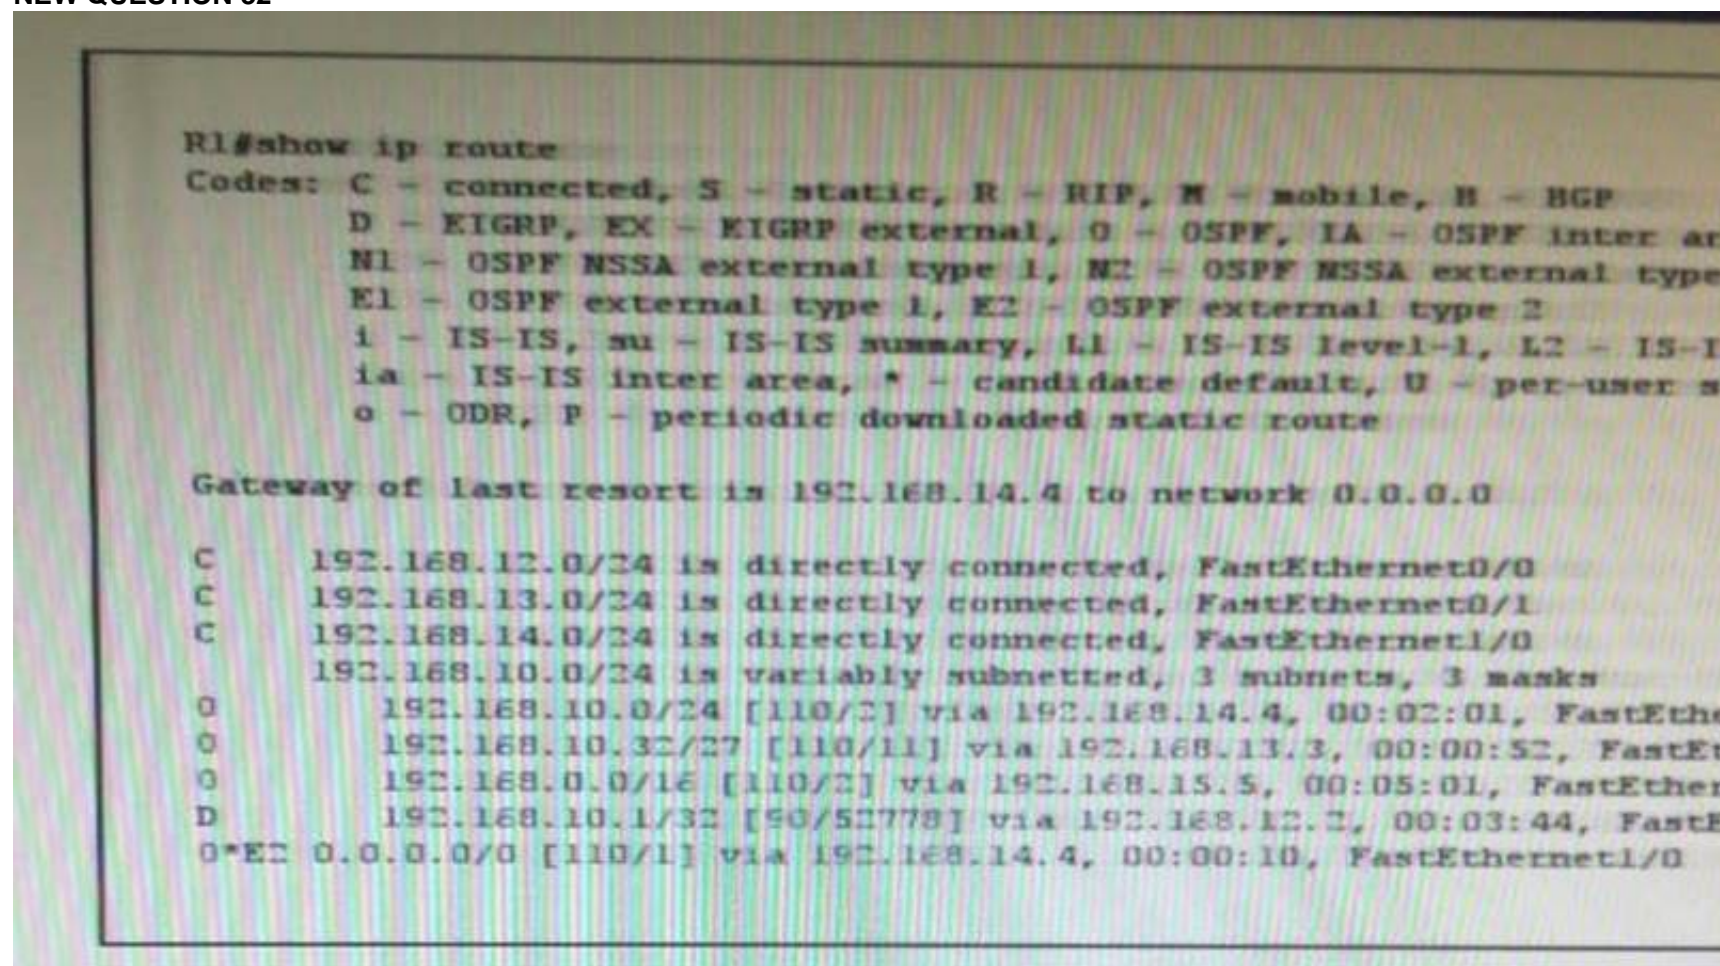 R1#show ip route
Codes: C - connected, S - static, R - RIP, M - mobile, B - BGP
D - EIGRP, EX - EIGRP external, O - OSPF, IA - OSPF inter ar
N1 - OSPF NSSA external type 1, N2 - OSPF NSSA external type
E1 - OSPF external type 1, E2 - OSPF external type 2
i - IS-IS, su - IS-IS summary, L1 - IS-IS level-1, L2 - IS-I
ia - IS-IS inter area, * - candidate default, U - per-user s
o - ODR, P - periodic downloaded static route
Gateway of last resort is 192.168.14.4 to network 0.0.0.0
C 192.168.12.0/24 is directly connected, FastEthernet0/0
C 192.168.13.0/24 is directly connected, FastEthernet0/1
C 192.168.14.0/24 is directly connected, FastEthernet1/0
192.168.10.0/24 is variably subnetted, 3 subnets, 3 masks
O 192.168.10.0/24 [110/2] via 192.168.14.4, 00:02:01, FastEthe
O 192.168.10.32/27 [110/11] via 192.168.13.3, 00:00:52, FastEt
O 192.168.0.0/16 [110/2] via 192.168.15.5, 00:05:01, FastEther
D 192.168.10.1/32 [90/52778] via 192.168.12.2, 00:03:44, FastE
O*E2 0.0.0.0/0 [110/1] via 192.168.14.4, 00:00:10, FastEthernet1/0